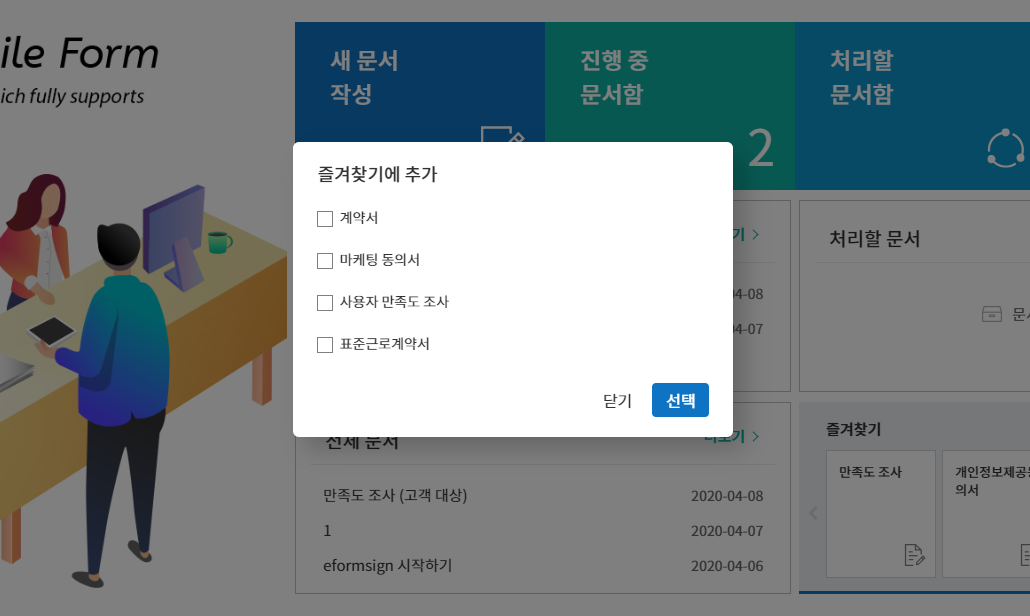 ile Form
ich fully supports
새 문서
작성
진행 중
문서함
2
처리할
문서함
즐겨찾기에 추가
계약서
마케팅 동의서
사용자 만족도 조사
표준근로계약서
닫기
선택
기
04-08
04-07
처리할 문서
문서
전체 문서
더보기
만족도 조사 (고객 대상)
2020-04-08
1
2020-04-07
eformsign 시작하기
2020-04-06
즐겨찾기
만족도 조사
개인정보제공동
의서